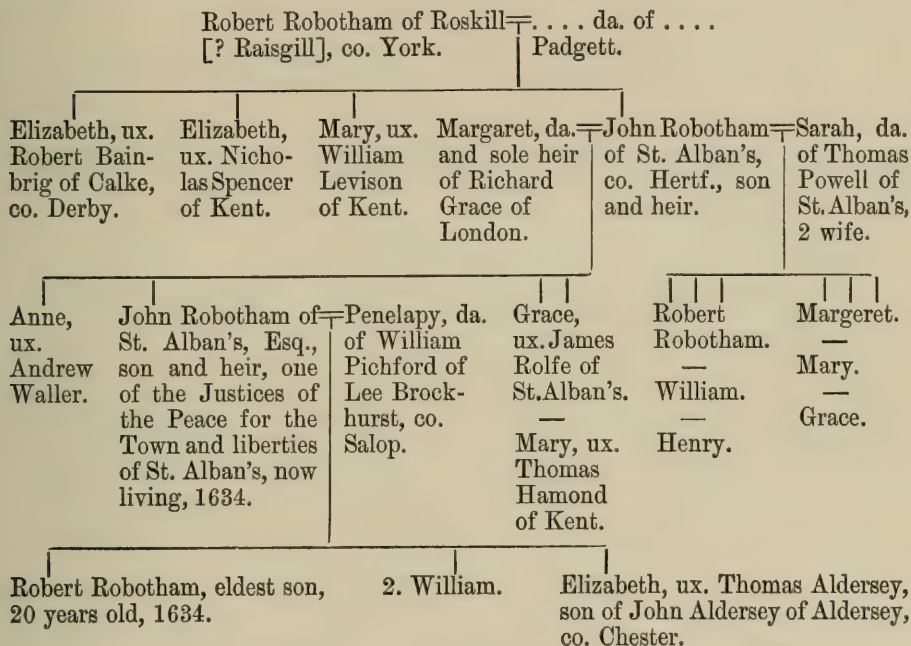 Robert Robotham of Roskill=. . . . da. of . . . .
[? Raisgill], co. York.
Padgett.
Elizabeth, ux.
Robert Bain-
brig of Calke,
co. Derby.
Elizabeth,
ux. Nicho-
las Spencer
of Kent.
Mary, ux.
William
Levison
of Kent.
Margaret, da.
and sole heir
of Richard
Grace of
London.
John Robotham
of St. Alban's,
co. Hertf., son
and heir.
Sarah, da.
of Thomas
Powell of
St. Alban's,
2 wife.
Anne,
ux.
Andrew
Waller.
John Robotham of
St. Alban's, Esq.,
son and heir, one
of the Justices of
the Peace for the
Town and liberties
of St. Alban's, now
living, 1634.
Penelapy, da.
of William
Pichford of
Lee Brock-
hurst, co.
Salop.
Grace,
ux. James
Rolfe of
St. Alban's.
—
Mary, ux.
Thomas
Hamond
of Kent.
Robert
Robotham.
—
William.
—
Henry.
Margeret.
—
Mary.
—
Grace.
Robert Robotham, eldest son,
20 years old, 1634.
2. William.
Elizabeth, ux. Thomas Aldersey,
son of John Aldersey of Aldersey,
co. Chester.